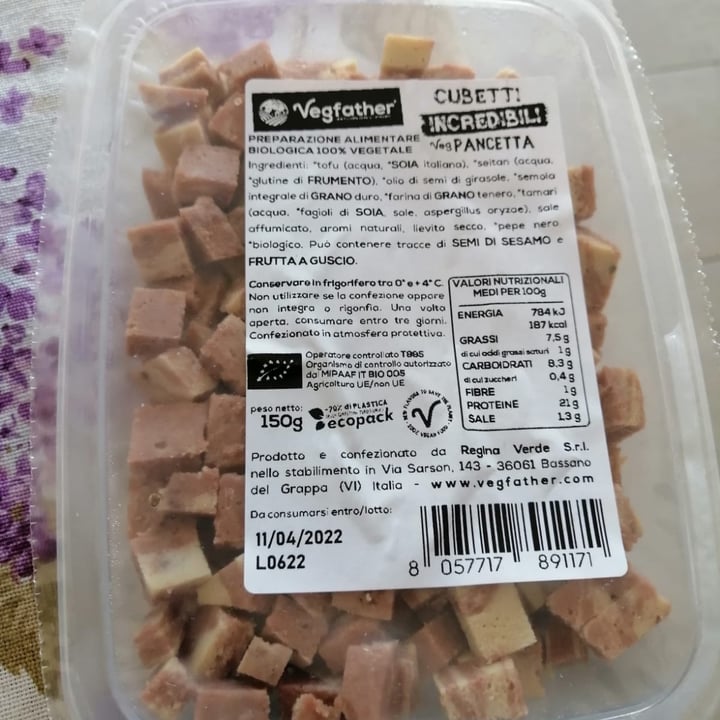 Vegfather
CUBETTI
INCREDIBILI
VegPANCETTA
PREPARAZIONE ALIMENTARE
BIOLOGICA 100% VEGETALE
Ingredienti: *tofu (acqua, *SOIA italiana), *seitan (acqua,
*glutine di FRUMENTO), *olio di semi di girasole, *semola
integrale di GRANO duro, *farina di GRANO tenero, *tamari
(acqua, *fagioli di SOIA, sale, aspergillus oryzae), sale
affumicato, aromi naturali, lievito secco, *pepe nero.
*biologico. Può contenere tracce di SEMI DI SESAMO e
FRUTTA A GUSCIO.
Conservare in frigorifero tra 0° e +4° C.
Non utilizzare se la confezione appare
non integra o rigonfia. Una volta
aperta, consumare entro tre giorni.
Confezionato in atmosfera protettiva.
VALORI NUTRIZIONALI
MEDI PER 100g
ENERGIA 784 kJ
187 kcal
GRASSI 7,5 g
di cui acidi grassi saturi 1 g
CARBOIDRATI 8,3 g
di cui zuccheri 0,4 g
FIBRE 1 g
PROTEINE 21 g
SALE 1,3 g
Operatore controllato T805
Organismo di controllo autorizzato
da MIPAAF IT BIO 005
Agricoltura UE/non UE
peso netto:
150g
-70% di PLASTICA
ecopack
Prodotto e confezionato da Regina Verde S.r.l.
nello stabilimento in Via Sarson, 143 - 36061 Bassano
del Grappa (VI) Italia - www.vegfather.com
Da consumarsi entro/lotto:
11/04/2022
L0622
8 057717 891171